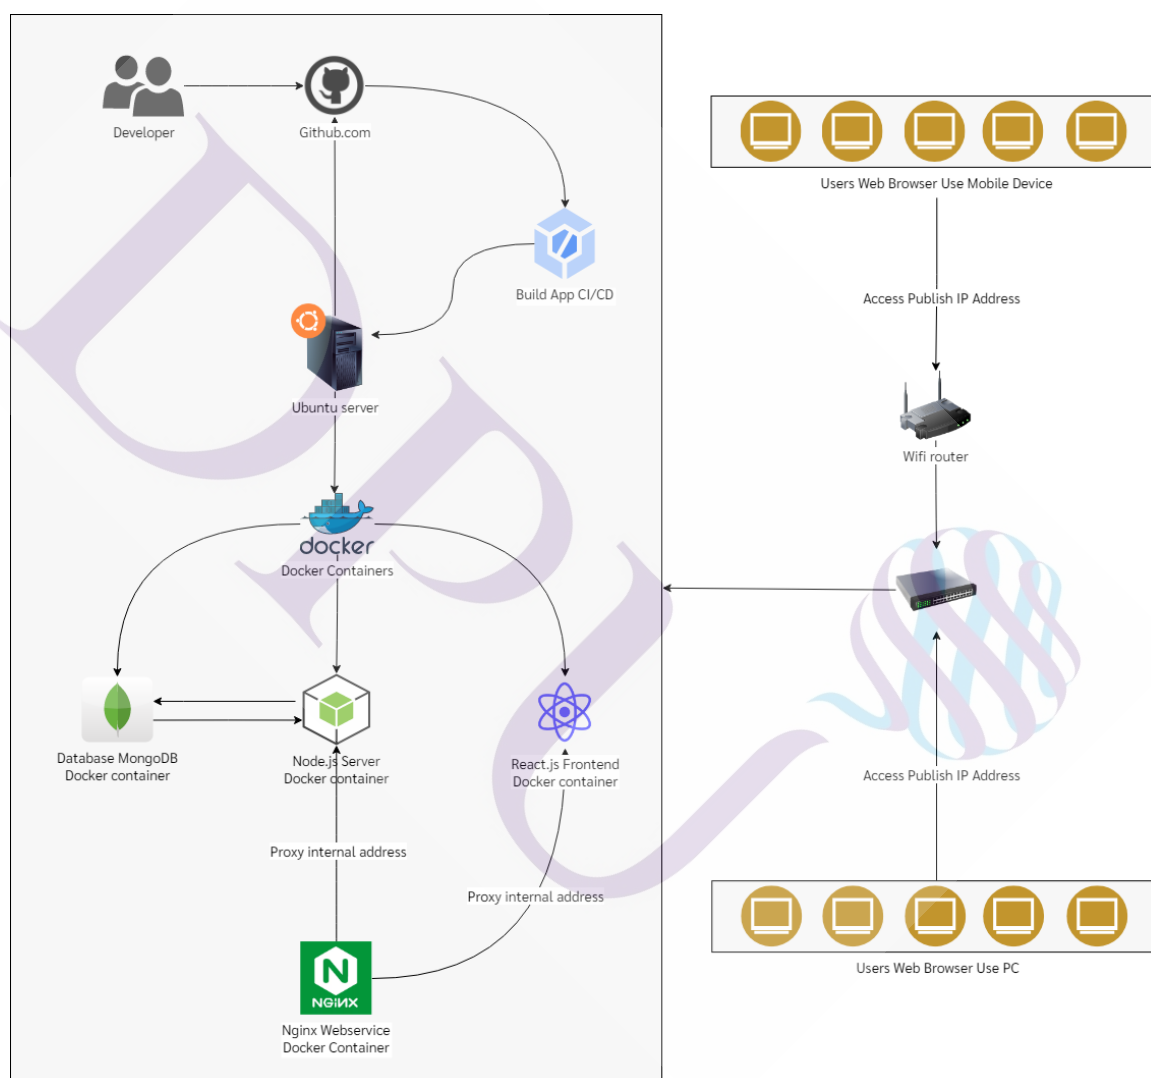 Developer
Github.com
Build App CI/CD
Ubuntu server
docker
Docker Containers
Database MongoDB
Docker container
Node.js Server
Docker container
React.js Frontend
Docker container
Proxy internal address
Proxy internal address
NGiNX
Nginx Webservice
Docker Container
Users Web Browser Use Mobile Device
Access Publish IP Address
Wifi router
Access Publish IP Address
Users Web Browser Use PC
DPU